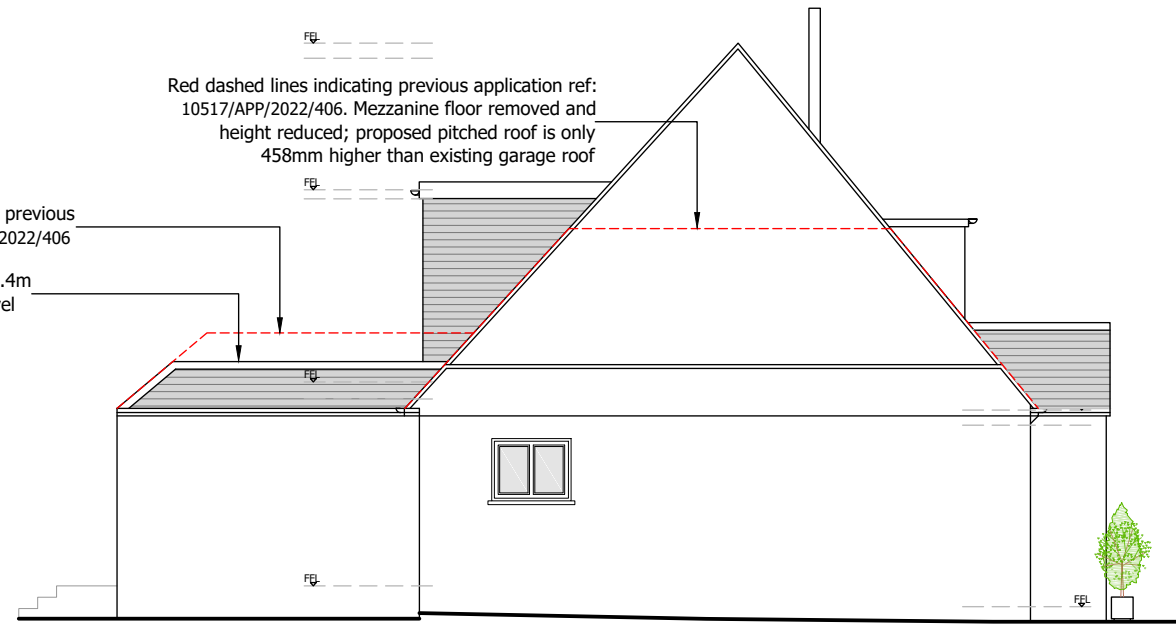 FFL
Red dashed lines indicating previous application ref:
10517/APP/2022/406. Mezzanine floor removed and
height reduced; proposed pitched roof is only
458mm higher than existing garage roof
FFL
previous
2022/406
.4m
FFL
FFL
FFL